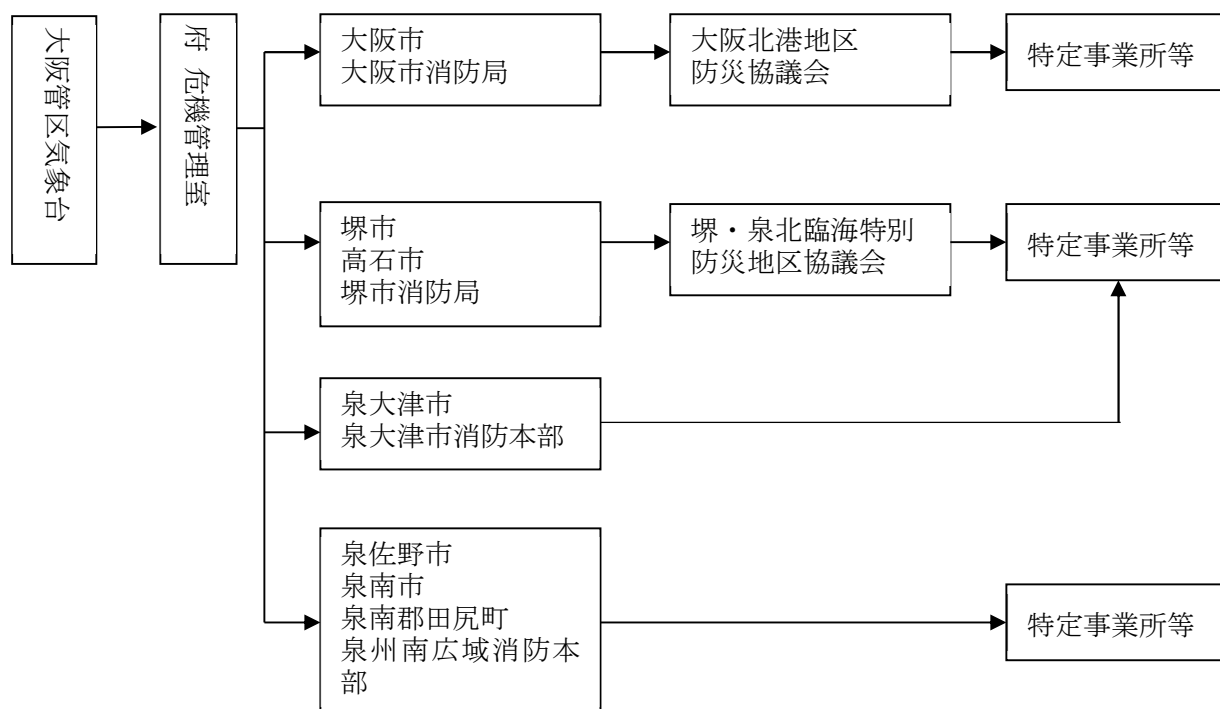 大阪管区気象台
府 危機管理室
大阪市
大阪市消防局
大阪北港地区
防災協議会
特定事業所等
堺市
高石市
堺市消防局
堺・泉北臨海特別
防災地区協議会
特定事業所等
泉大津市
泉大津市消防本部
泉佐野市
泉南市
泉南郡田尻町
泉州南広域消防本
部
特定事業所等